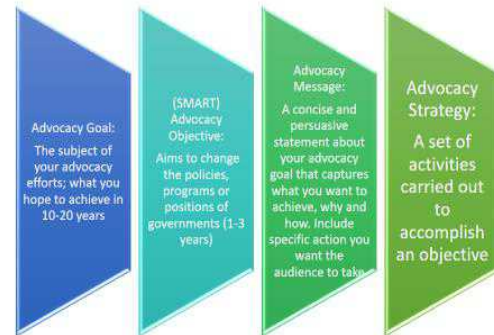 Advocacy Goal:
The subject of
your advocacy
efforts; what you
hope to achieve in
10-20 years
(SMART)
Advocacy
Objective:
Aims to change
the policies,
programs or
positions of
governments (1-3
years)
Advocacy
Message:
A concise and
persuasive
statement about
your advocacy
goal that captures
what you want to
achieve, why and
how. Include
specific action you
want the
audience to take
Advocacy
Strategy:
A set of
activities
carried out
to
accomplish
an objective